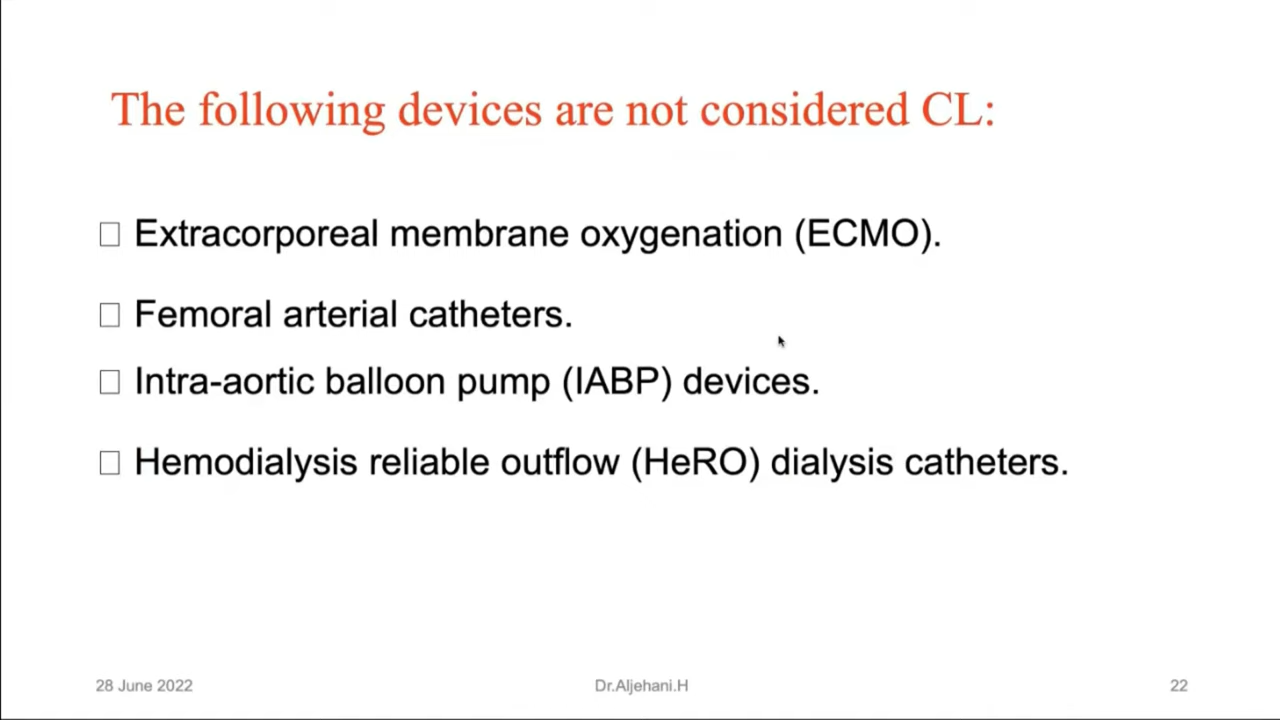 The following devices are not considered CL:
□ Extracorporeal membrane oxygenation (ECMO).
□ Femoral arterial catheters.
□ Intra-aortic balloon pump (IABP) devices.
□ Hemodialysis reliable outflow (HeRO) dialysis catheters.
28 June 2022
Dr.Aljehani.H
22